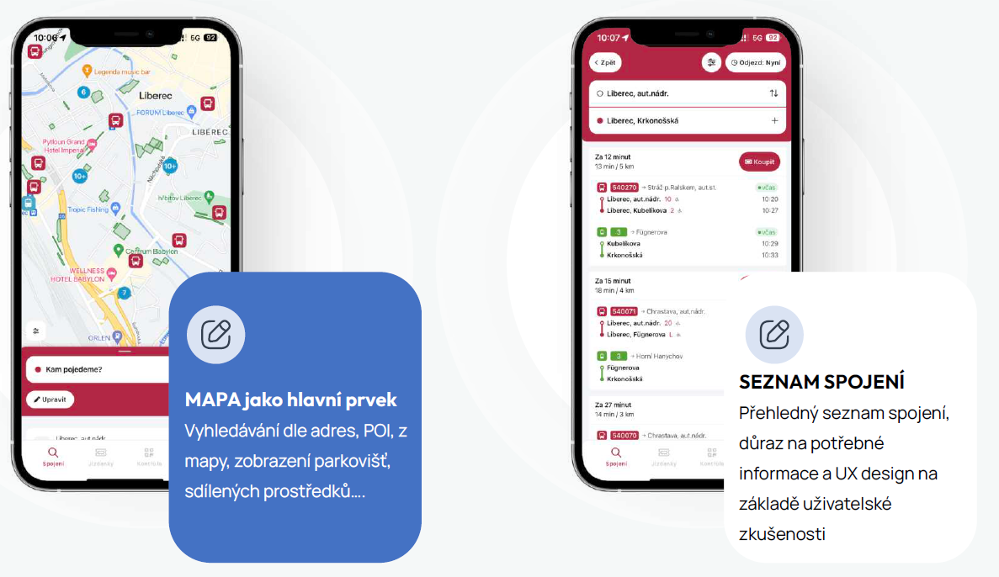 10:06
5G 92
Legenda music bar
6
Liberec
FORUM Liberec
LIBEREC
Pytloun Grand
Hotel Imperial
10+
Náchodská
10+
hřbitov Liberec
Tropic Fishing
Centrum Babylon
WELLNESS
HOTEL BABYLON
7
ORLEN
Kam pojedeme?
Upravit
Liberec, aut.nádr.
Spojení
Jízdenky
Kontrola
MAPA jako hlavní prvek
Vyhledávání dle adres, POI, z
mapy, zobrazení parkovišť,
sdílených prostředků….
10:07
5G 92
< Zpět
Odjezd: Nyní
Liberec, aut.nádr.
Liberec, Krkonošská
Za 12 minut
13 min / 5 km
Koupit
540270 → Stráž p.Ralskem, aut.st.
včas
Liberec, aut.nádr. 10
10:20
Liberec, Kubelíkova 2
10:27
3 → Fügnerova
včas
Kubelíkova
10:29
Krkonošská
10:33
Za 15 minut
18 min / 4 km
540071 → Chrastava, aut.nádr.
Liberec, aut.nádr. 20
Liberec, Fügnerova L
3 → Horní Hanychov
Fügnerova
Krkonošská
Za 27 minut
14 min / 3 km
540070 → Chrastava, aut.nádr.
Spojení
Jízdenky
Kontrola
SEZNAM SPOJENÍ
Přehledný seznam spojení,
důraz na potřebné
informace a UX design na
základě uživatelské
zkušenosti